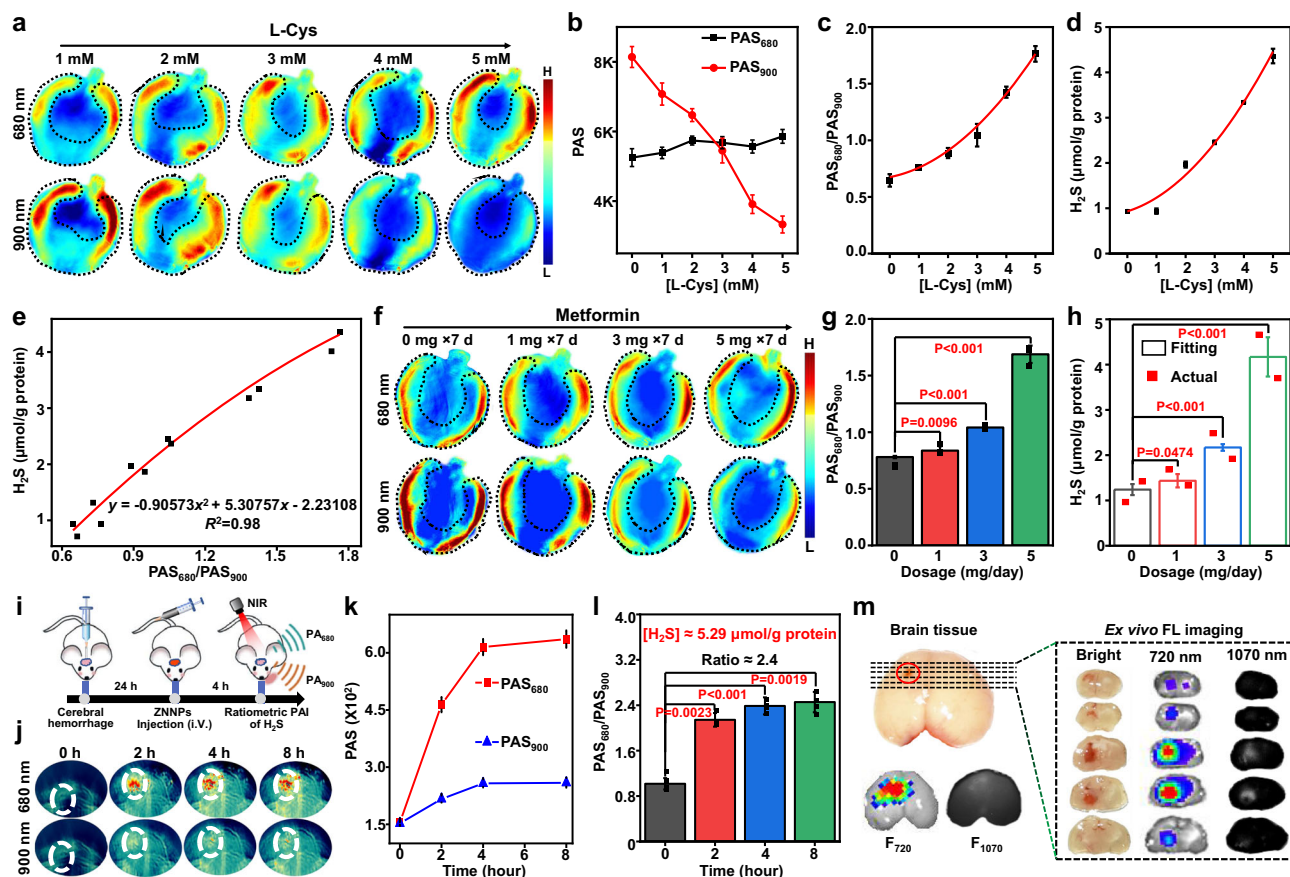 a
L-Cys
1 mM 2 mM 3 mM 4 mM 5 mM
680 nm
900 nm
H
L
b
PAS680
PAS900
8K
6K
4K
PAS
0 1 2 3 4 5
[L-Cys] (mM)
c
2.0
1.5
1.0
0.5
0.0
PAS680/PAS900
0 1 2 3 4 5
[L-Cys] (mM)
d
5
4
3
2
1
0
H2S (μmol/g protein)
0 1 2 3 4 5
[L-Cys] (mM)
e
4
3
2
1
H2S (μmol/g protein)
y = -0.90573x² + 5.30757x - 2.23108
R²=0.98
0.6 0.9 1.2 1.5 1.8
PAS680/PAS900
f
Metformin
0 mg ×7 d 1 mg ×7 d 3 mg ×7 d 5 mg ×7 d
680 nm
900 nm
H
L
g
2.0
1.5
1.0
0.5
0.0
PAS680/PAS900
P<0.001
P<0.001
P=0.0096
0 1 3 5
Dosage (mg/day)
h
5
4
3
2
1
0
H2S (μmol/g protein)
P<0.001
Fitting
Actual
P<0.001
P=0.0474
0 1 3 5
Dosage (mg/day)
i
NIR
PA680
PA900
24 h
4 h
Cerebral hemorrhage
ZNNPs Injection (i.V.)
Ratiometric PAI of H2S
j
0 h 2 h 4 h 8 h
680 nm
900 nm
k
6.0
4.5
3.0
1.5
PAS (X10²)
PAS680
PAS900
0 2 4 8
Time (hour)
l
4.0
3.2
2.4
1.6
0.8
0.0
PAS680/PAS900
[H2S] ≈ 5.29 μmol/g protein
Ratio ≈ 2.4
P=0.0019
P<0.001
P=0.0023
0 2 4 8
Time (hour)
m
Brain tissue
F720
F1070
Ex vivo FL imaging
Bright 720 nm 1070 nm